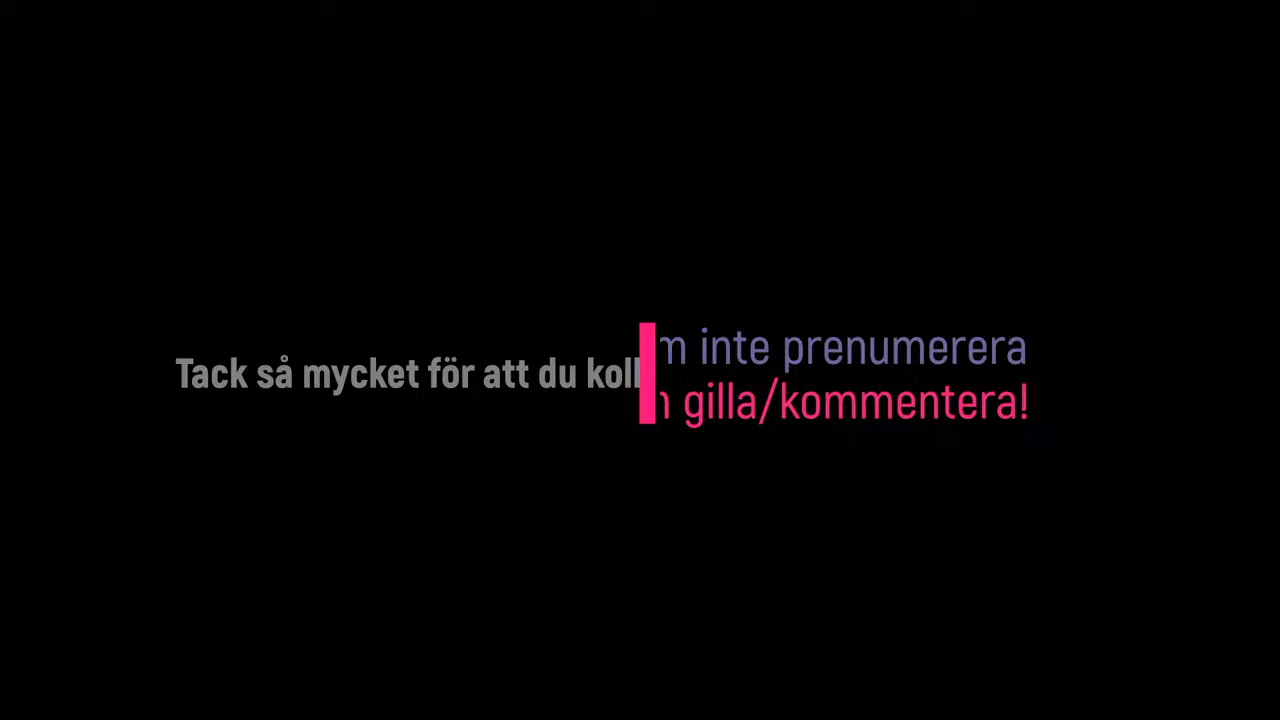 Tack så mycket för att du koll
m inte prenumerera
gilla/kommentera!